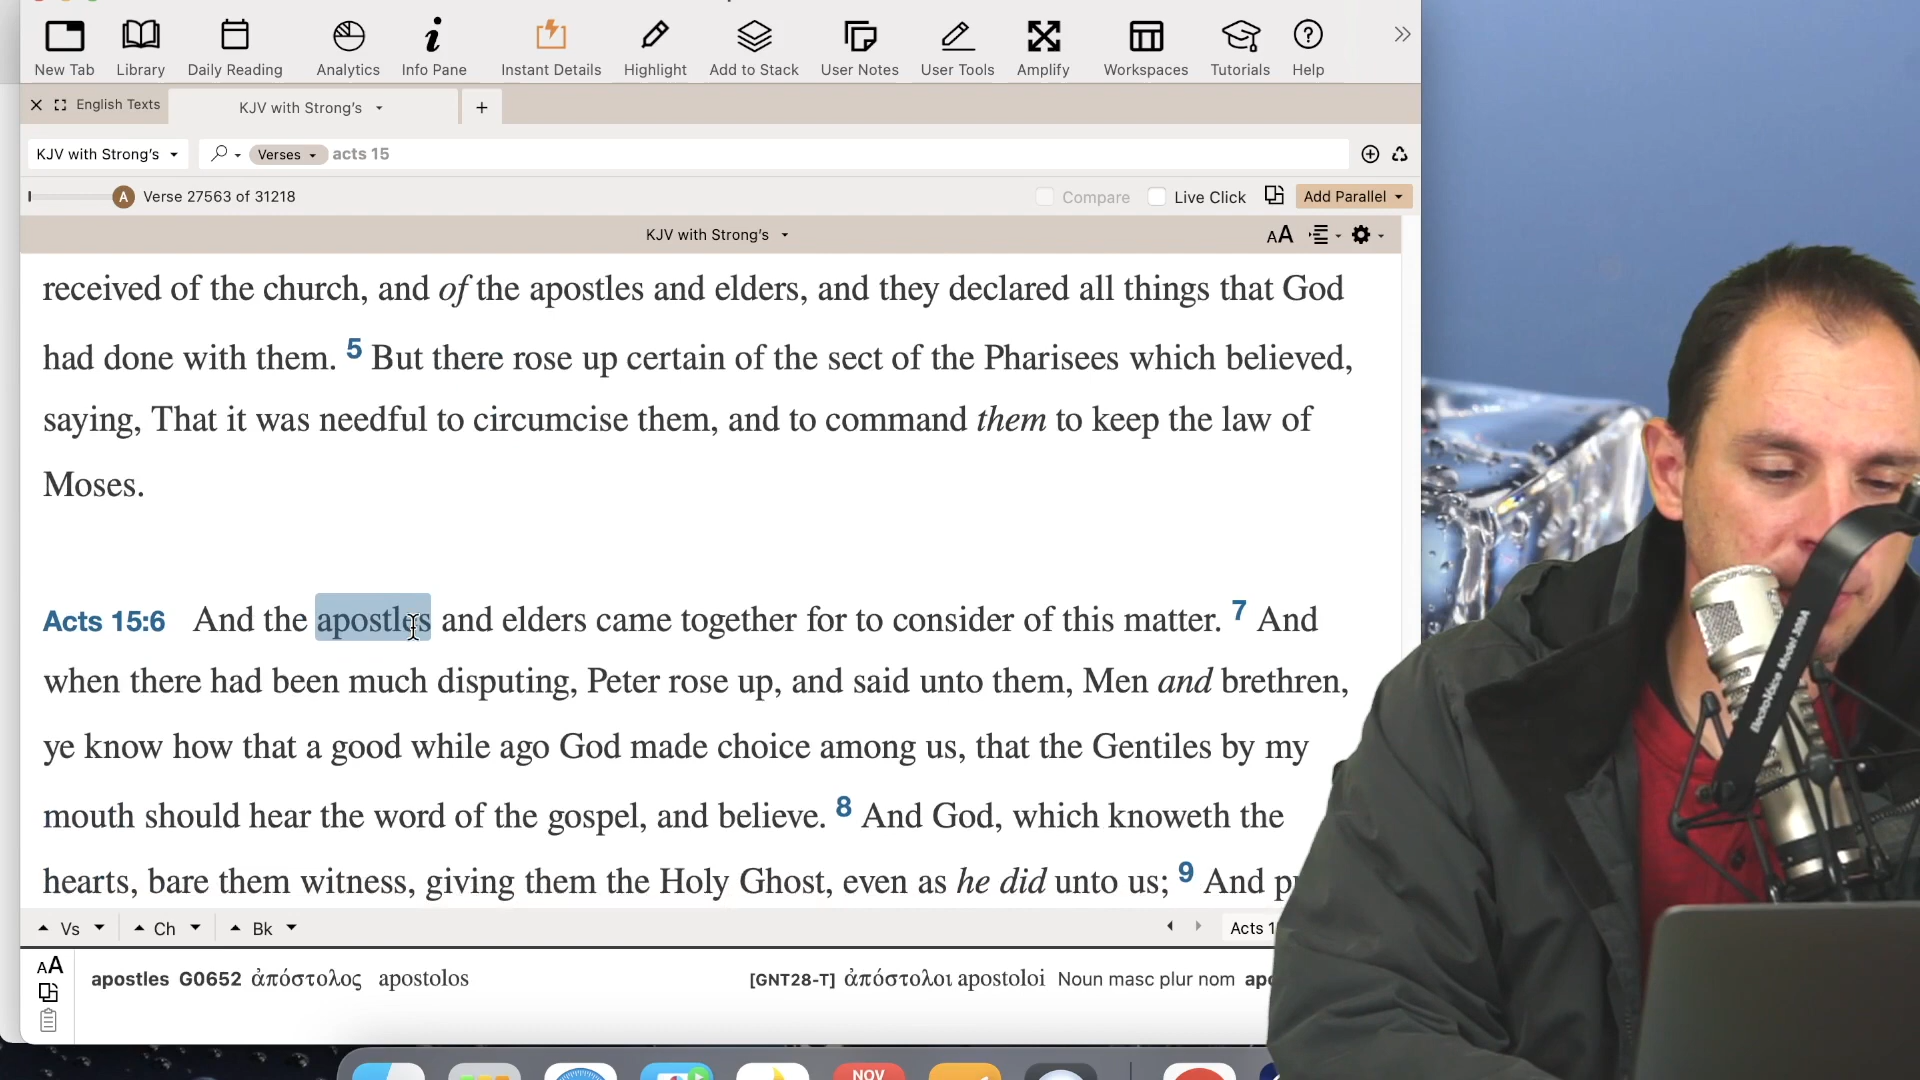 New Tab Library Daily Reading Analytics Info Pane Instant Details Highlight Add to Stack User Notes User Tools Amplify Workspaces Tutorials Help
English Texts KJV with Strong's
KJV with Strong's Verses acts 15
A Verse 27563 of 31218 Compare Live Click Add Parallel
KJV with Strong's AA
received of the church, and of the apostles and elders, and they declared all things that God
had done with them. 5 But there rose up certain of the sect of the Pharisees which believed,
saying, That it was needful to circumcise them, and to command them to keep the law of
Moses.
Acts 15:6 And the apostles and elders came together for to consider of this matter. 7 And
when there had been much disputing, Peter rose up, and said unto them, Men and brethren,
ye know how that a good while ago God made choice among us, that the Gentiles by my
mouth should hear the word of the gospel, and believe. 8 And God, which knoweth the
hearts, bare them witness, giving them the Holy Ghost, even as he did unto us; 9 And
Vs Ch Bk Acts
AA apostles G0652 ἀπόστολος apostolos [GNT28-T] ἀπόστολοι apostoloi Noun masc plur nom
NOV